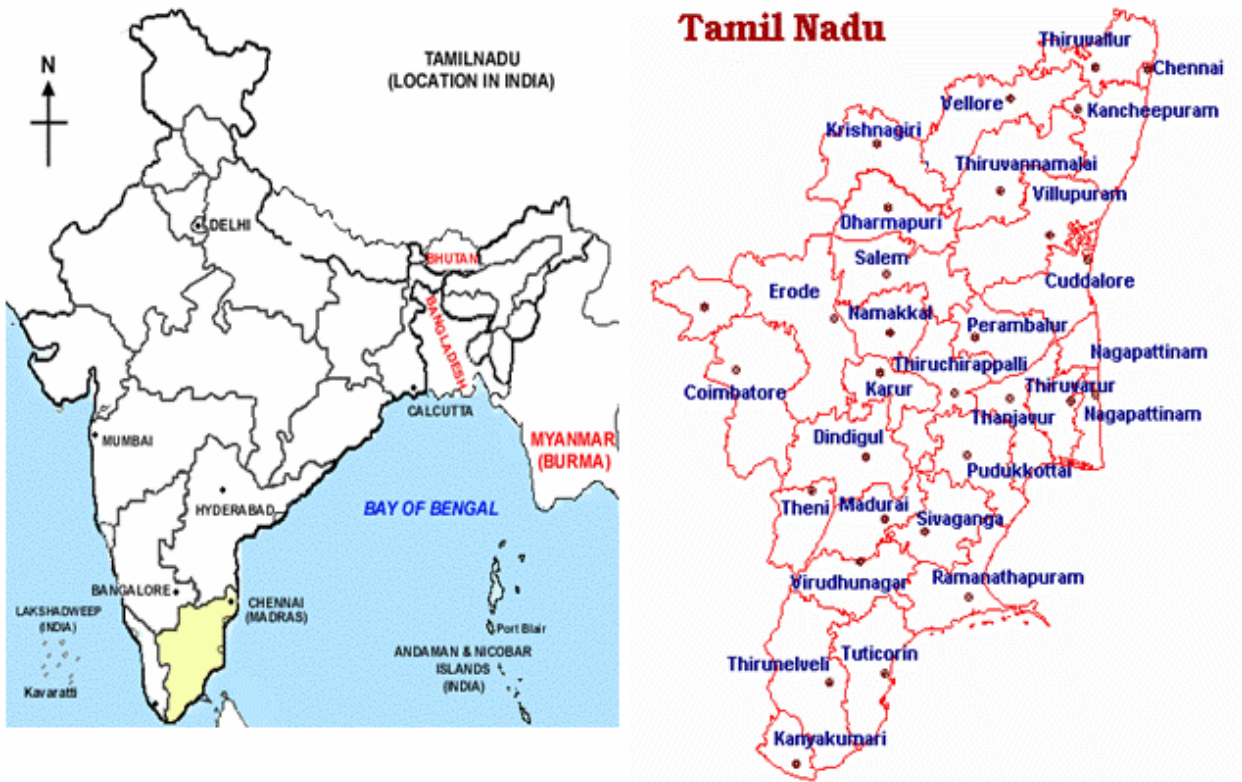 N
TAMILNADU
(LOCATION IN INDIA)
DELHI
BHUTAN
BANGLADESH
CALCUTTA
MUMBAI
MYANMAR
(BURMA)
HYDERABAD
BAY OF BENGAL
BANGALORE
CHENNAI
(MADRAS)
LAKSHADWEEP
(INDIA)
Kavaratti
Port Blair
ANDAMAN & NICOBAR
ISLANDS
(INDIA)
Tamil Nadu
Thiruvallur
Chennai
Vellore
Kancheepuram
Krishnagiri
Thiruvannamalai
Villupuram
Dharmapuri
Salem
Cuddalore
Erode
Namakkal
Perambalur
Nagapattinam
Thiruchirappalli
Coimbatore
Karur
Thiruvarur
Thanjavur
Nagapattinam
Dindigul
Pudukkottai
Theni
Madurai
Sivaganga
Virudhunagar
Ramanathapuram
Thirunelveli
Tuticorin
Kanyakumari